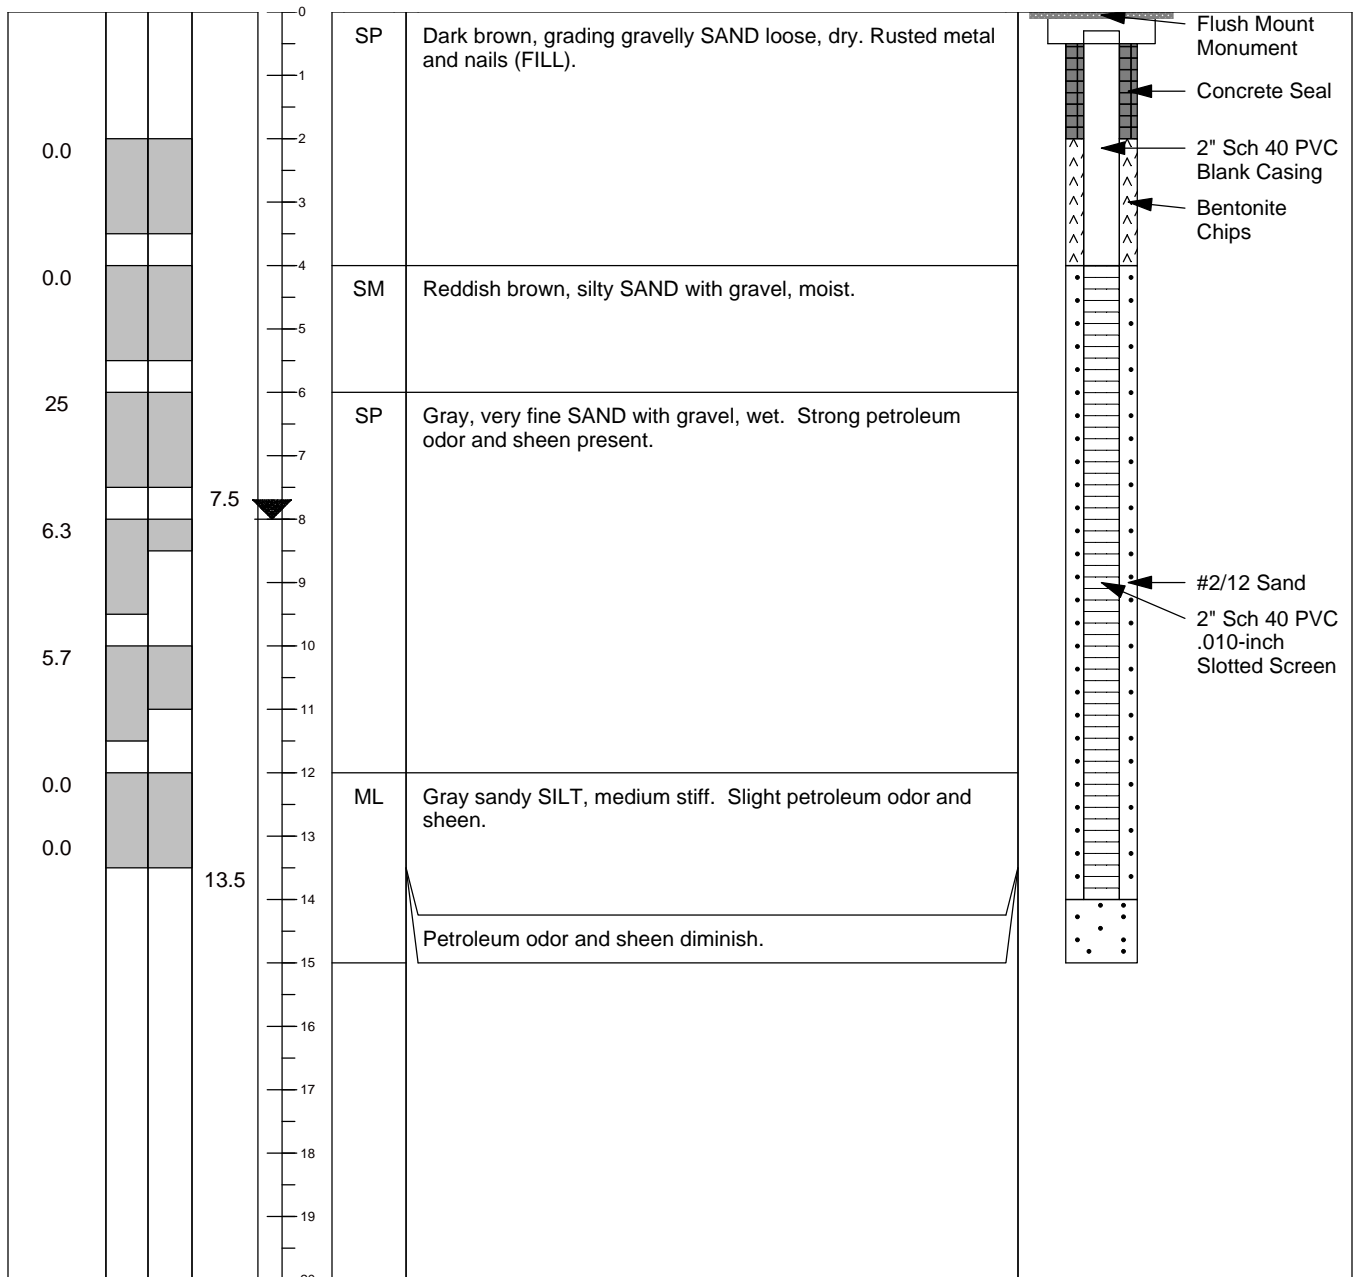 0
SP
Dark brown, grading gravelly SAND loose, dry. Rusted metal
and nails (FILL).
Flush Mount
Monument
1
Concrete Seal
2
0.0
2" Sch 40 PVC
Blank Casing
3
Bentonite
Chips
4
0.0
SM
Reddish brown, silty SAND with gravel, moist.
5
6
25
SP
Gray, very fine SAND with gravel, wet.  Strong petroleum
odor and sheen present.
7
7.5
8
6.3
9
#2/12 Sand
2" Sch 40 PVC
.010-inch
Slotted Screen
10
5.7
11
12
0.0
ML
Gray sandy SILT, medium stiff.  Slight petroleum odor and
sheen.
13
0.0
13.5
14
Petroleum odor and sheen diminish.
15
16
17
18
19